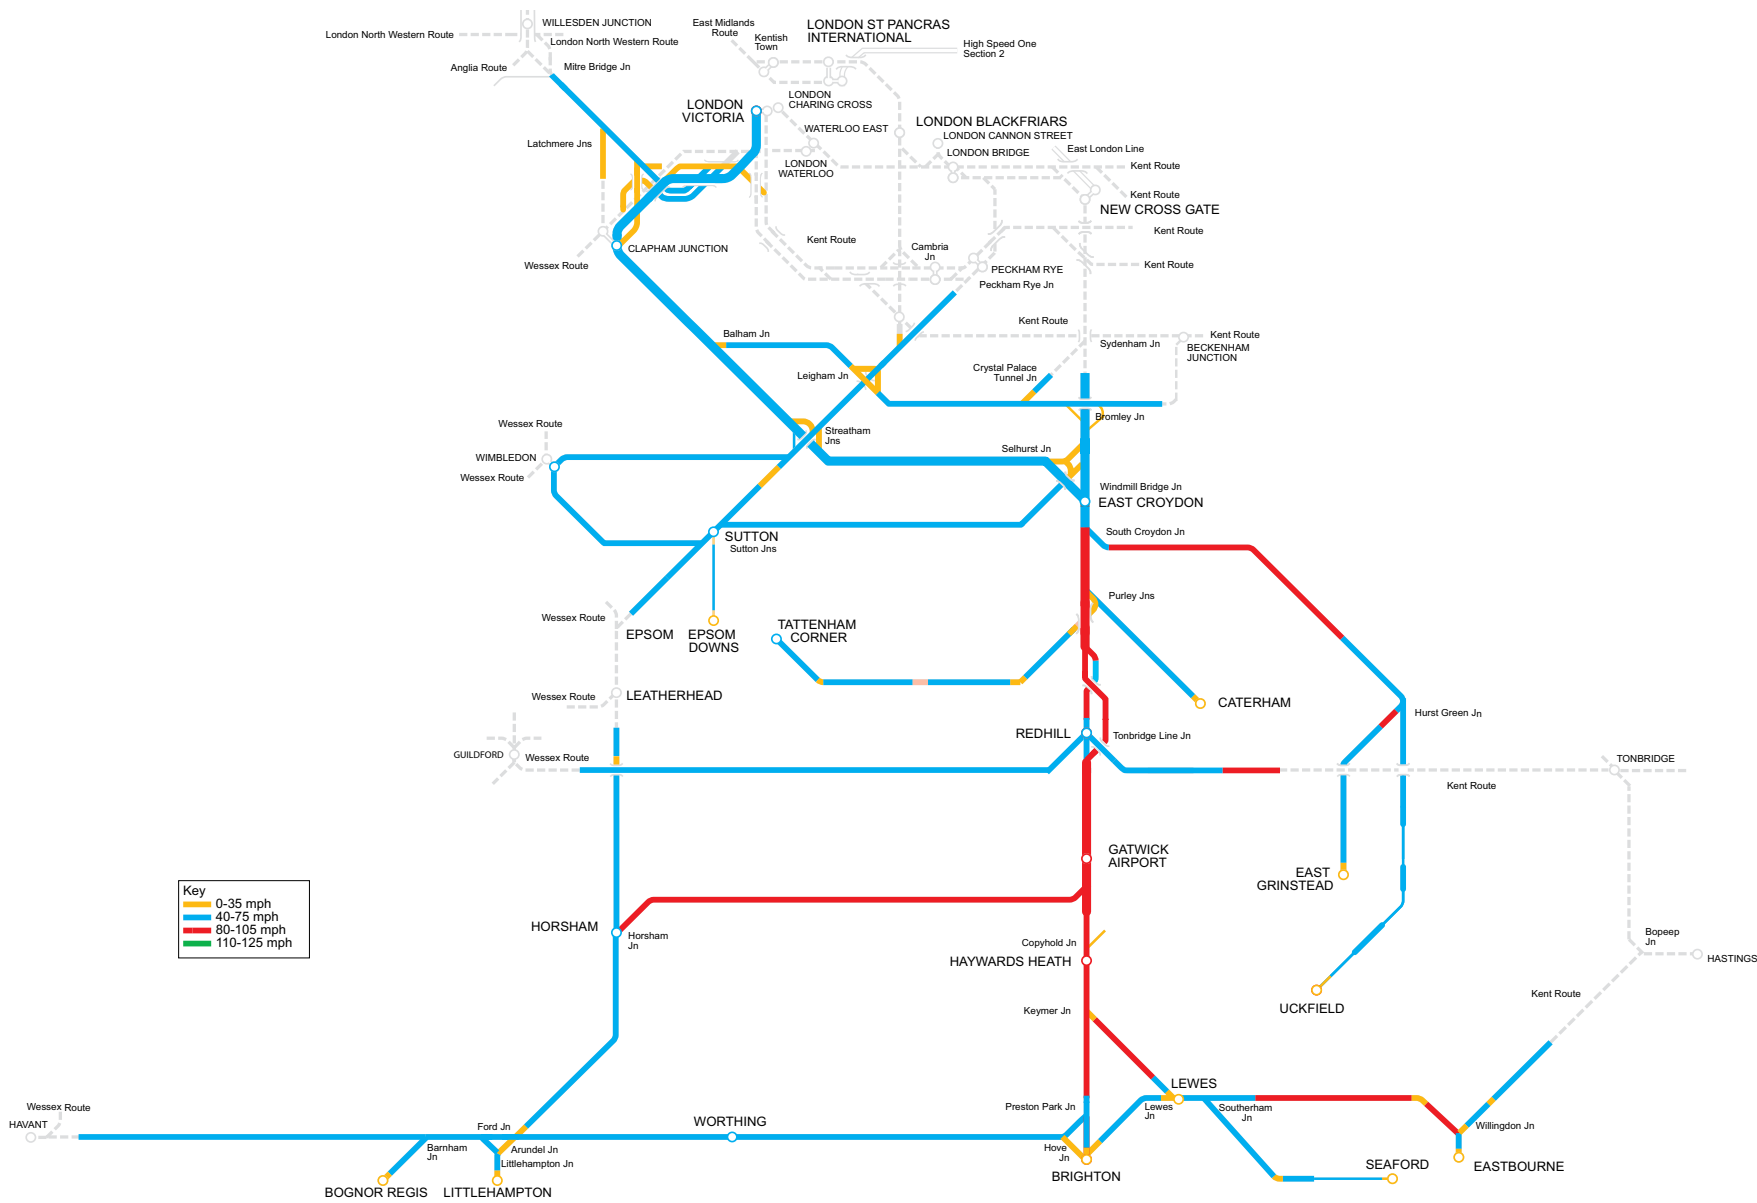 WILLESDEN JUNCTION
London North Western Route
London North Western Route
Anglia Route
Mitre Bridge Jn
East Midlands
Route
Kentish
Town
LONDON ST PANCRAS
INTERNATIONAL
High Speed One
Section 2
LONDON
VICTORIA
LONDON
CHARING CROSS
WATERLOO EAST
LONDON BLACKFRIARS
LONDON CANNON STREET
LONDON BRIDGE
East London Line
Kent Route
Latchmere Jns
LONDON
WATERLOO
Kent Route
NEW CROSS GATE
Kent Route
CLAPHAM JUNCTION
Kent Route
Cambria
Jn
Wessex Route
PECKHAM RYE
Kent Route
Peckham Rye Jn
Kent Route
Balham Jn
Sydenham Jn
Kent Route
BECKENHAM
JUNCTION
Leigham Jn
Crystal Palace
Tunnel Jn
Bromley Jn
Wessex Route
Streatham
Jns
Selhurst Jn
WIMBLEDON
Wessex Route
Windmill Bridge Jn
EAST CROYDON
SUTTON
Sutton Jns
South Croydon Jn
Purley Jns
Wessex Route
EPSOM
EPSOM
DOWNS
TATTENHAM
CORNER
Wessex Route
LEATHERHEAD
CATERHAM
Hurst Green Jn
REDHILL
Tonbridge Line Jn
GUILDFORD
Wessex Route
TONBRIDGE
Kent Route
GATWICK
AIRPORT
EAST
GRINSTEAD
Key
0-35 mph
40-75 mph
80-105 mph
110-125 mph
HORSHAM
Horsham
Jn
Copyhold Jn
HAYWARDS HEATH
Bopeep
Jn
HASTINGS
Kent Route
UCKFIELD
Keymer Jn
LEWES
Wessex Route
HAVANT
Ford Jn
WORTHING
Preston Park Jn
Lewes
Jn
Southerham
Jn
Willingdon Jn
Barnham
Jn
Arundel Jn
Littlehampton Jn
Hove
Jn
BRIGHTON
SEAFORD
EASTBOURNE
BOGNOR REGIS
LITTLEHAMPTON